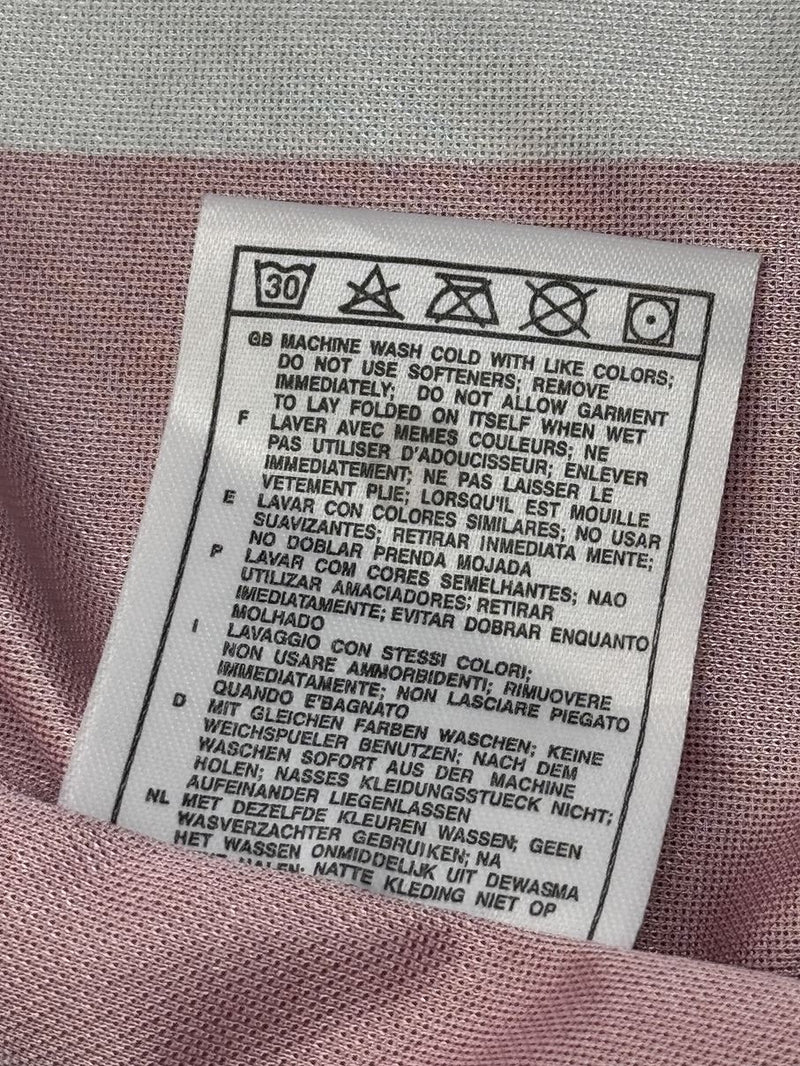 30
GB MACHINE WASH COLD WITH LIKE COLORS;
DO NOT USE SOFTENERS; REMOVE
IMMEDIATELY; DO NOT ALLOW GARMENT
TO LAY FOLDED ON ITSELF WHEN WET
F LAVER AVEC MEMES COULEURS; NE
PAS UTILISER D'ADOUCISSEUR; ENLEVER
IMMEDIATEMENT; NE PAS LAISSER LE
VETEMENT PLIE; LORSQU'IL EST MOUILLE
E LAVAR CON COLORES SIMILARES; NO USAR
SUAVIZANTES; RETIRAR INMEDIATA MENTE;
NO DOBLAR PRENDA MOJADA
P LAVAR COM CORES SEMELHANTES; NAO
UTILIZAR AMACIADORES; RETIRAR
IMEDIATAMENTE; EVITAR DOBRAR ENQUANTO
MOLHADO
I LAVAGGIO CON STESSI COLORI;
NON USARE AMMORBIDENTI; RIMUOVERE
IMMEDIATAMENTE; NON LASCIARE PIEGATO
QUANDO E'BAGNATO
D MIT GLEICHEN FARBEN WASCHEN; KEINE
WEICHSPUELER BENUTZEN; NACH DEM
WASCHEN SOFORT AUS DER MACHINE
HOLEN; NASSES KLEIDUNGSSTUECK NICHT;
AUFEINANDER LIEGENLASSEN
NL MET DEZELFDE KLEUREN WASSEN; GEEN
WASVERZACHTER GEBRUIKEN; NA
HET WASSEN ONMIDDELIJK UIT DEWASMA
HALEN; NATTE KLEDING NIET OP